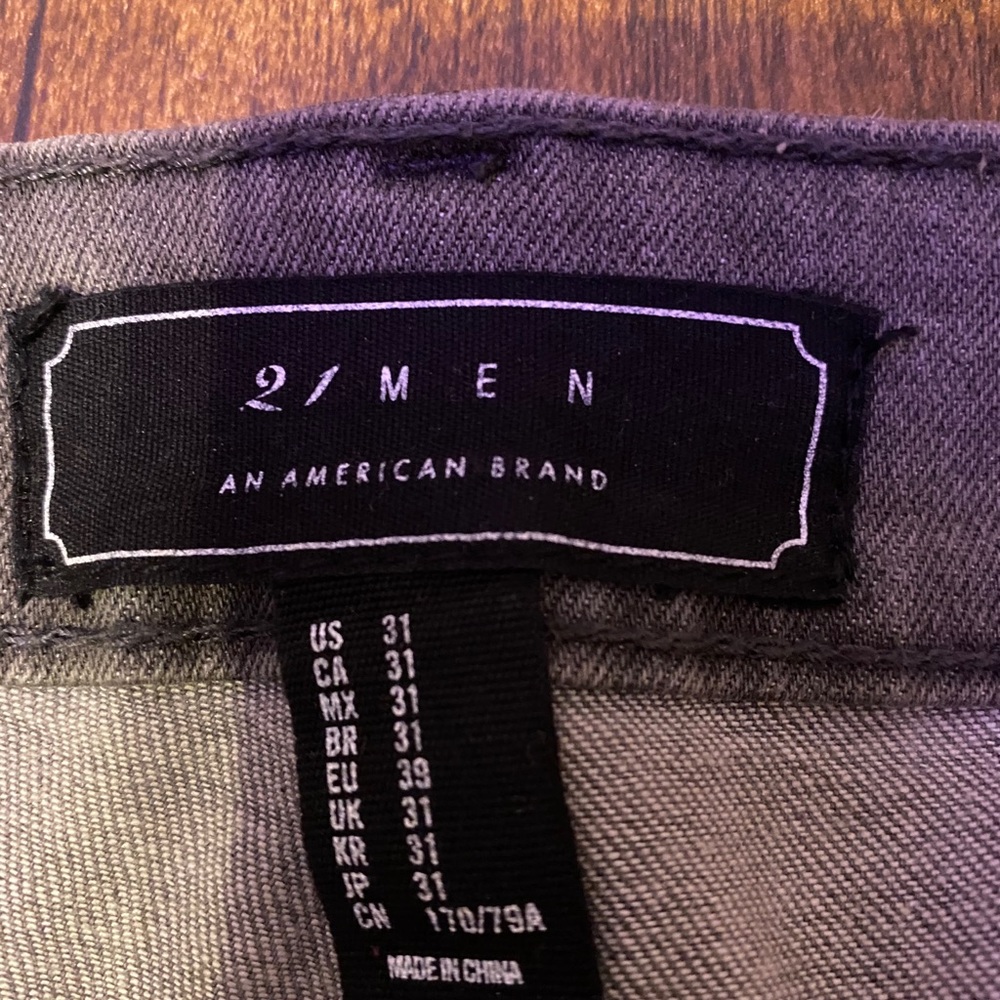 21 MEN
AN AMERICAN BRAND
US 31
CA 31
MX 31
BR 31
EU 39
UK 31
KR 31
JP 31
CN 170/79A
MADE IN CHINA